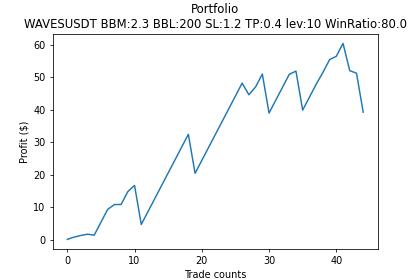 Portfolio
WAVESUSDT BBM:2.3 BBL:200 SL:1.2 TP:0.4 lev:10 WinRatio:80.0
60
50
40
30
20
10
0
Profit ($)
0 10 20 30 40
Trade counts